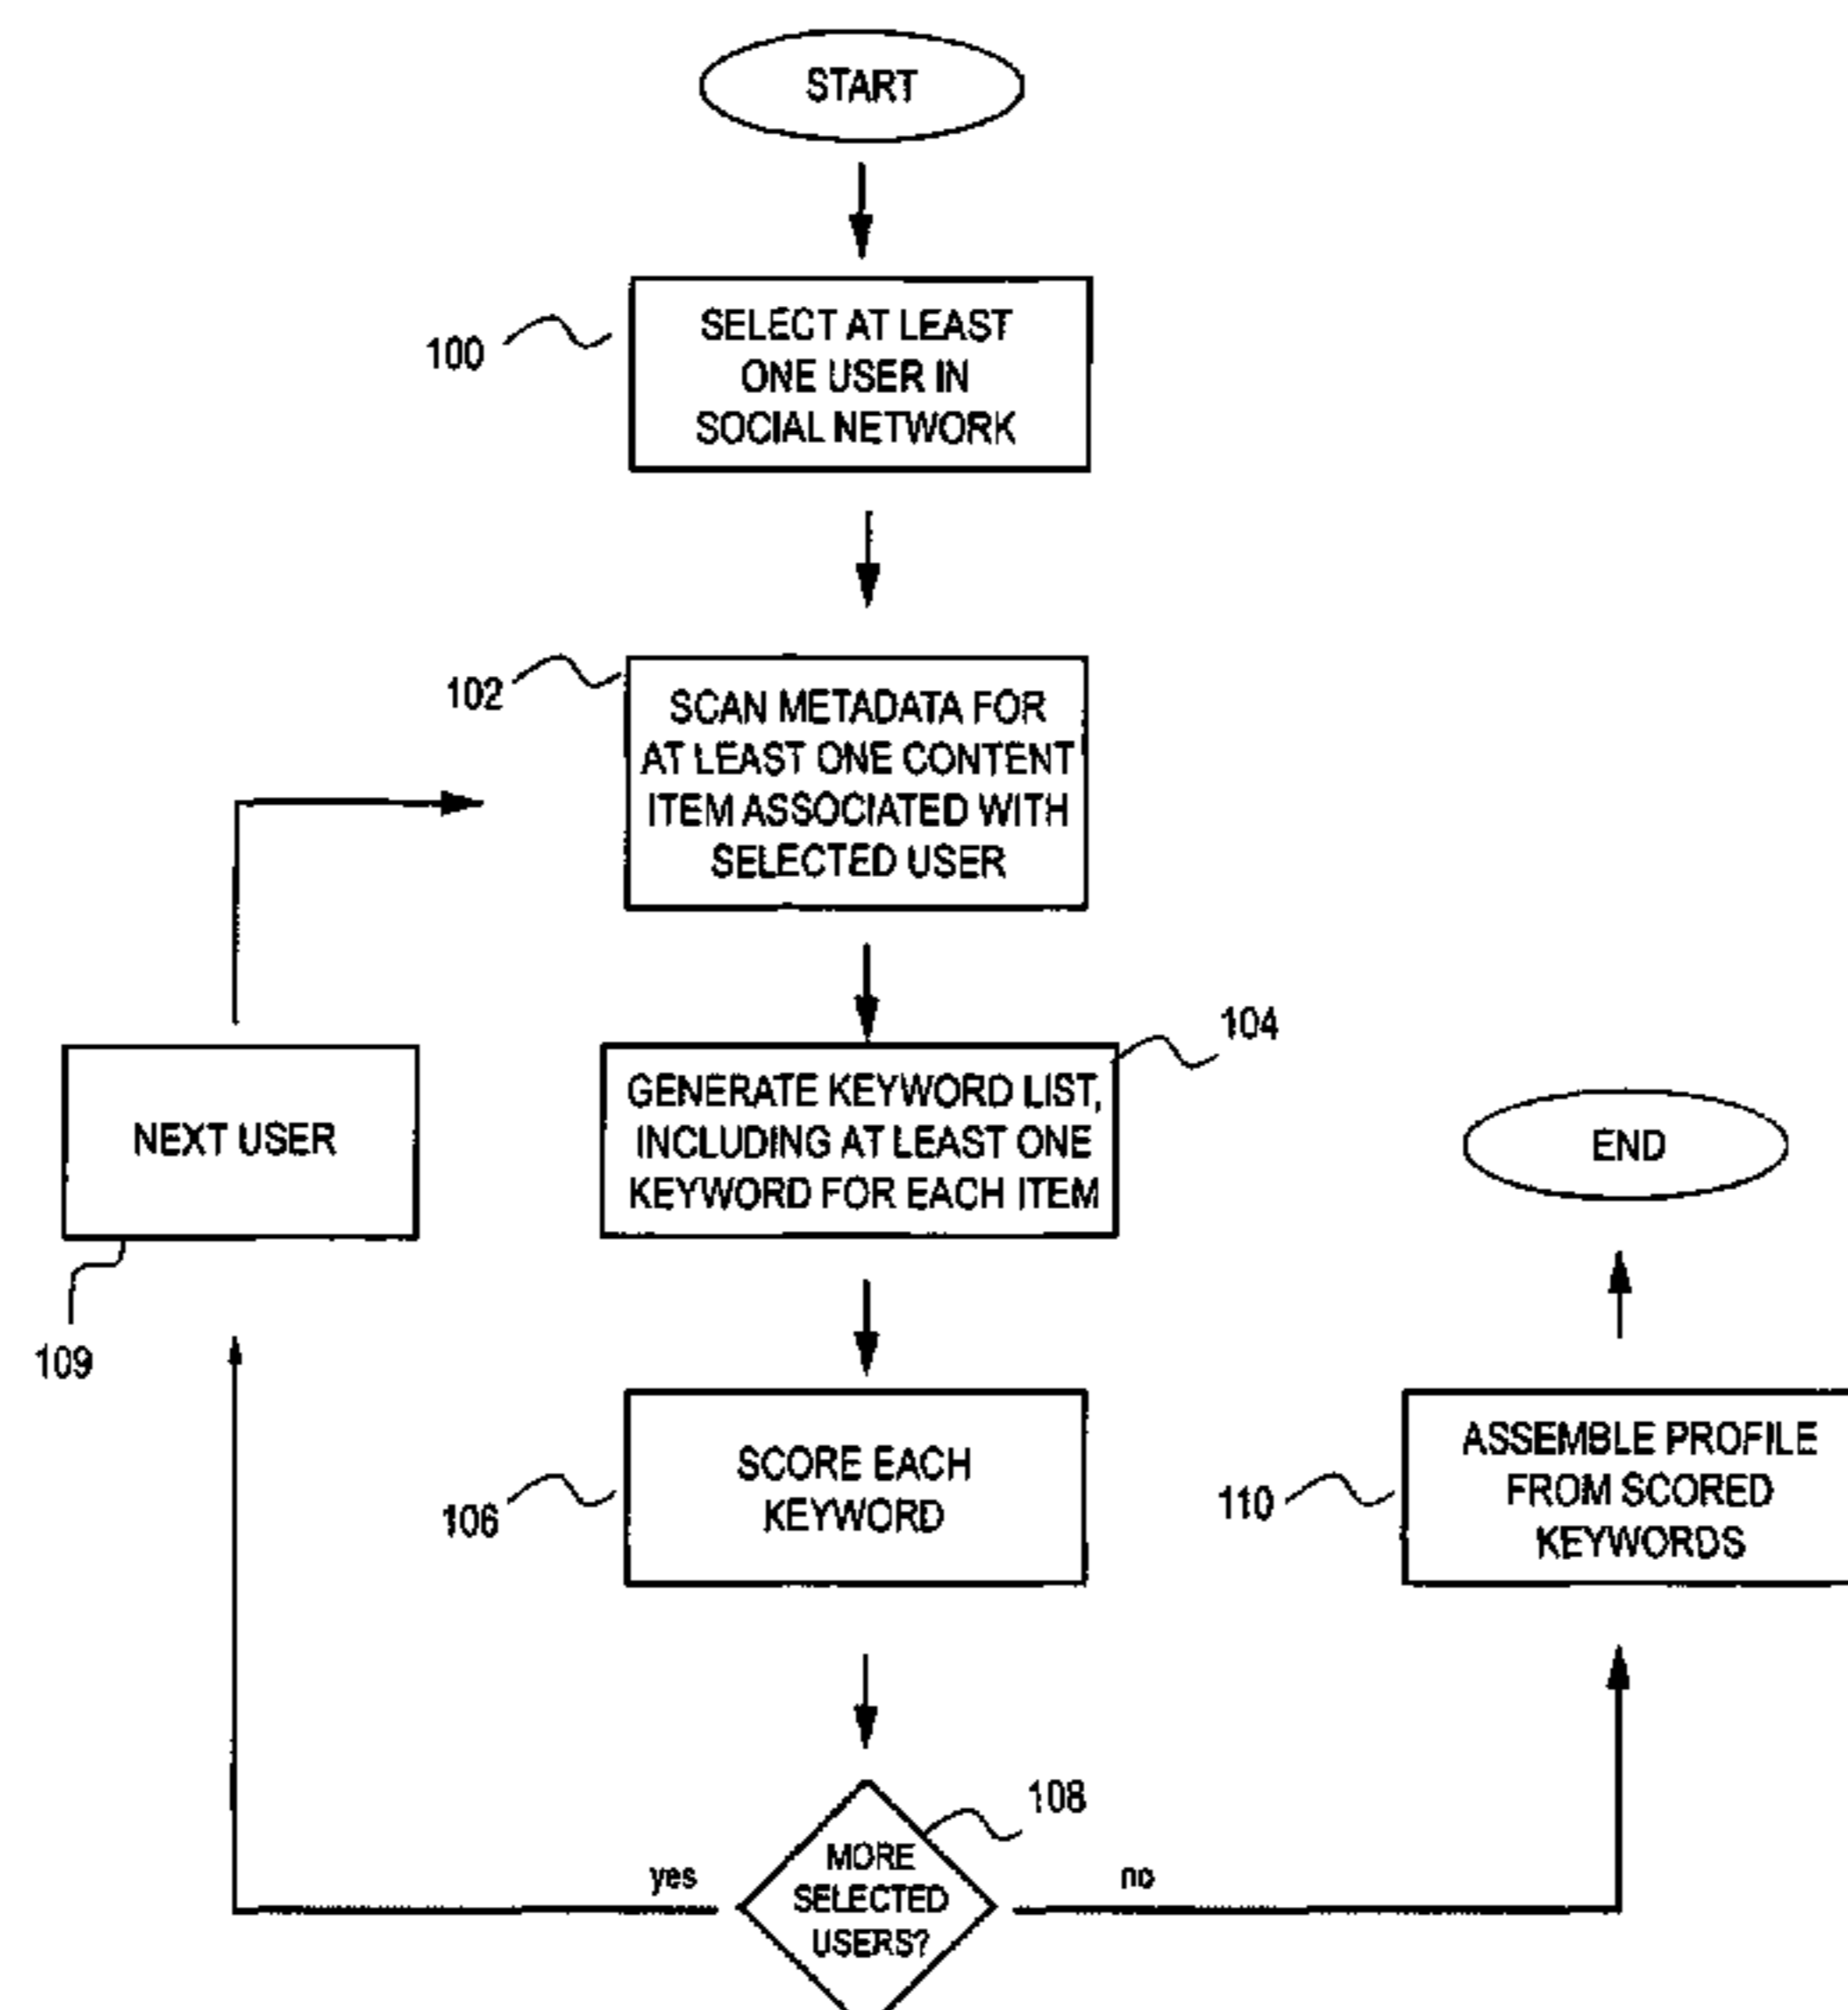 START
100
SELECT AT LEAST
ONE USER IN
SOCIAL NETWORK
102
SCAN METADATA FOR
AT LEAST ONE CONTENT
ITEM ASSOCIATED WITH
SELECTED USER
104
GENERATE KEYWORD LIST,
INCLUDING AT LEAST ONE
KEYWORD FOR EACH ITEM
NEXT USER
109
END
106
SCORE EACH
KEYWORD
110
ASSEMBLE PROFILE
FROM SCORED
KEYWORDS
108
MORE
SELECTED
USERS?
yes
no